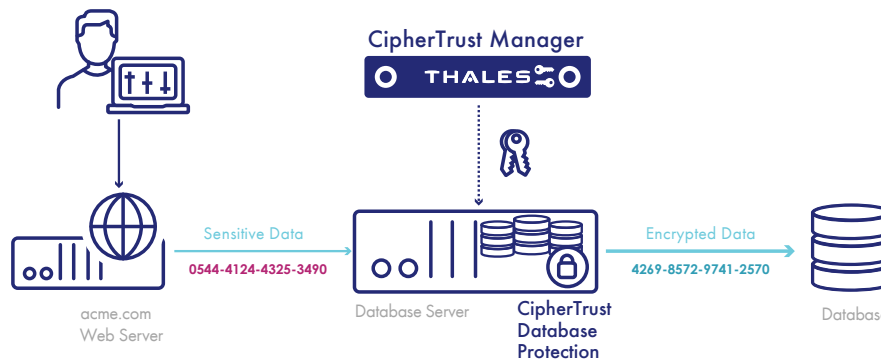 CipherTrust Manager
THALES
Sensitive Data
0544-4124-4325-3490
Encrypted Data
4269-8572-9741-2570
acme.com
Web Server
Database Server
CipherTrust
Database
Protection
Database